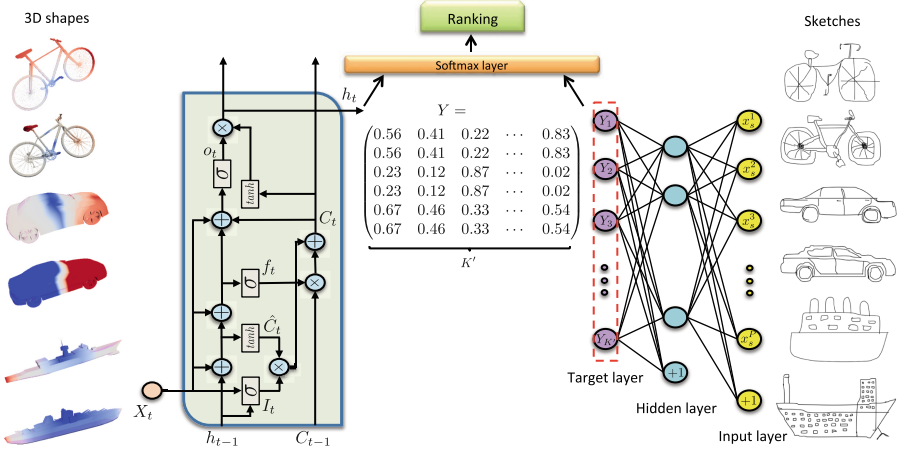 3D shapes
Ranking
Sketches
Softmax layer
h_t
Y =
0.56 0.41 0.22 ⋯ 0.83
0.56 0.41 0.22 ⋯ 0.83
0.23 0.12 0.87 ⋯ 0.02
0.23 0.12 0.87 ⋯ 0.02
0.67 0.46 0.33 ⋯ 0.54
0.67 0.46 0.33 ⋯ 0.54
K′
×
o_t
σ
tanh
+
C_t
+
f_t
σ
×
+
Ĉ_t
tanh
+
×
σ
I_t
X_t
h_{t−1}
C_{t−1}
Y_1
Y_2
Y_3
Y_{K′}
Target layer
+1
Hidden layer
x_s^1
x_s^2
x_s^3
x_s^P
+1
Input layer